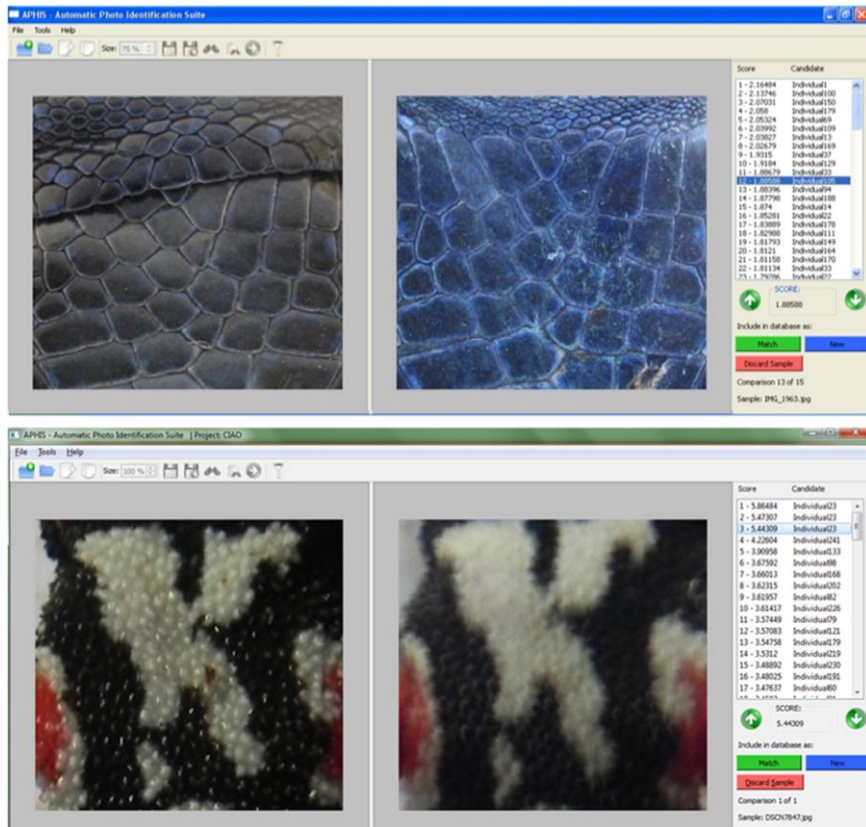 APHIS - Automatic Photo Identification Suite
File Tools Help
Size: 75 %
Score Candidate
1 - 2.16484 Individual1
2 - 2.13746 Individual100
3 - 2.07031 Individual150
4 - 2.058 Individual179
5 - 2.05324 Individual69
6 - 2.03992 Individual109
7 - 2.03827 Individual13
8 - 2.02679 Individual169
9 - 1.9315 Individual37
10 - 1.9184 Individual129
11 - 1.88679 Individual33
12 - 1.88588 Individual105
13 - 1.88396 Individual94
14 - 1.87798 Individual188
15 - 1.874 Individual14
16 - 1.85281 Individual22
17 - 1.83889 Individual178
18 - 1.82988 Individual111
19 - 1.81793 Individual149
20 - 1.8121 Individual164
21 - 1.81158 Individual170
22 - 1.81134 Individual33
23 - 1.79286 Individual22
SCORE:
1.88588
Include in database as:
Match New
Discard Sample
Comparison 13 of 15
Sample: IMG_1963.jpg
APHIS - Automatic Photo Identification Suite | Project: CIAO
File Tools Help
Size: 100 %
Score Candidate
1 - 5.86484 Individual23
2 - 5.47307 Individual23
3 - 5.44309 Individual23
4 - 4.22604 Individual241
5 - 3.90958 Individual133
6 - 3.67592 Individual98
7 - 3.66013 Individual168
8 - 3.62315 Individual202
9 - 3.61957 Individual82
10 - 3.61417 Individual226
11 - 3.57449 Individual79
12 - 3.57083 Individual121
13 - 3.54758 Individual179
14 - 3.5312 Individual219
15 - 3.48892 Individual230
16 - 3.48025 Individual191
17 - 3.47637 Individual60
SCORE:
5.44309
Include in database as:
Match New
Discard Sample
Comparison 1 of 1
Sample: DSCN7847.jpg